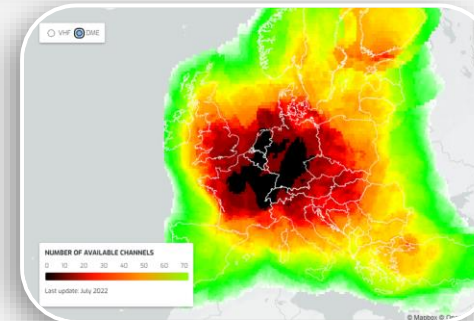 VHF DME
NUMBER OF AVAILABLE CHANNELS
0 10 20 30 40 50 60 70
Last update: July 2022
© Mapbox ©